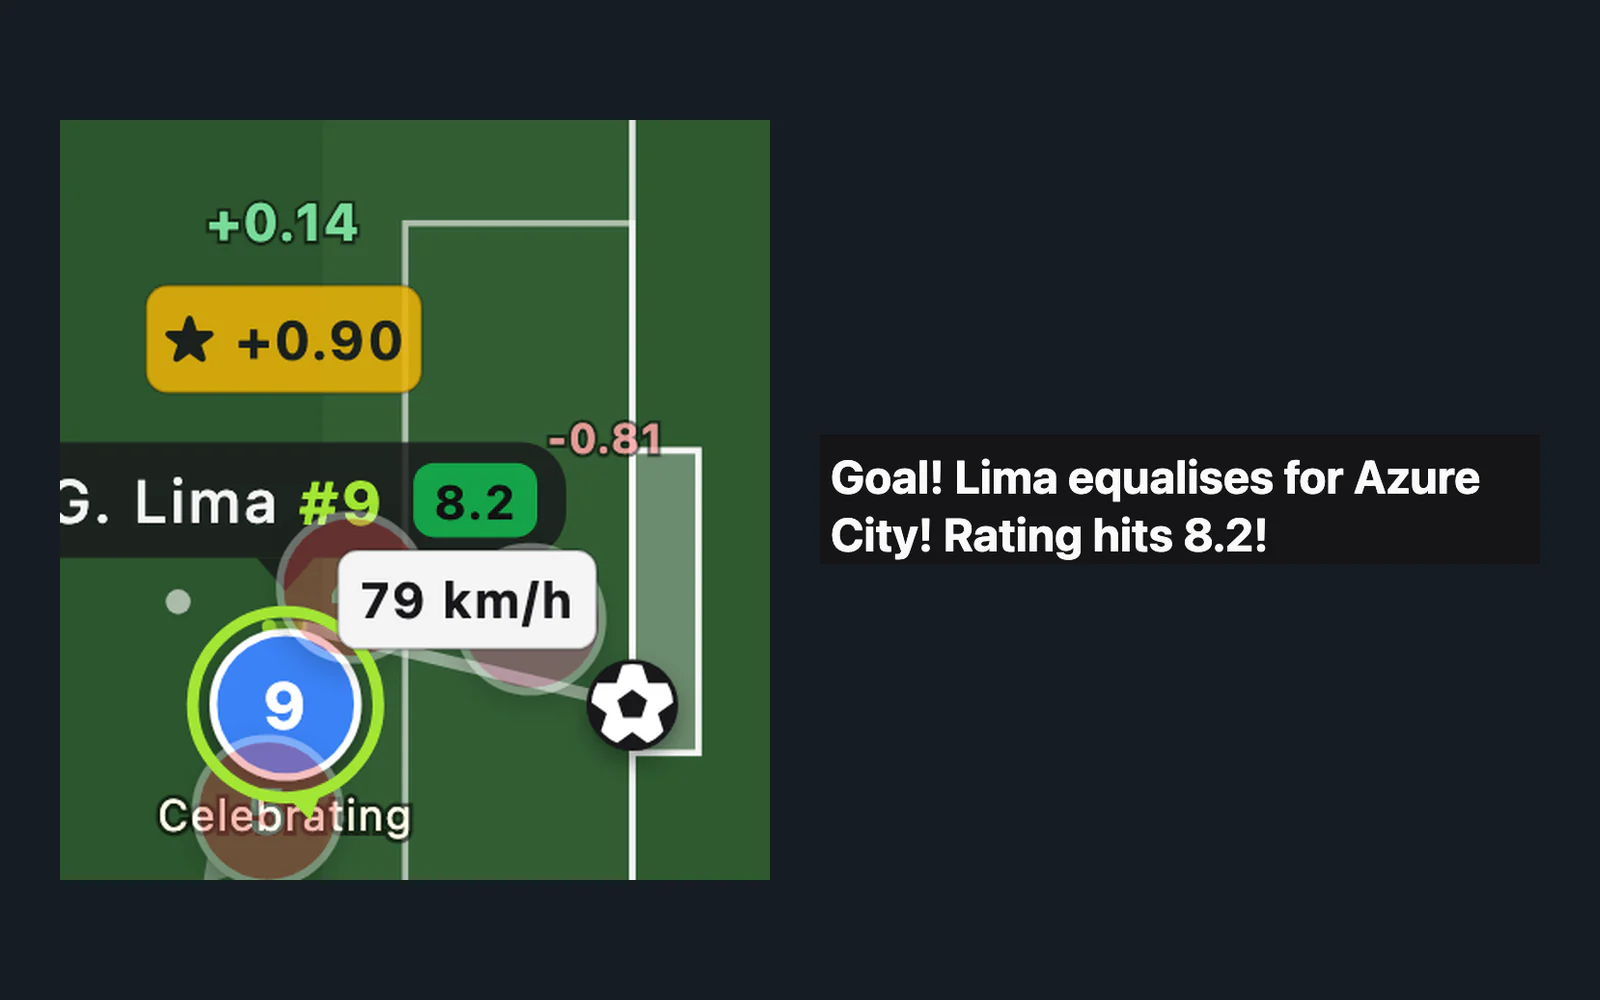 +0.14
★ +0.90
-0.81
G. Lima #9 8.2
79 km/h
9
Celebrating
Goal! Lima equalises for Azure
City! Rating hits 8.2!